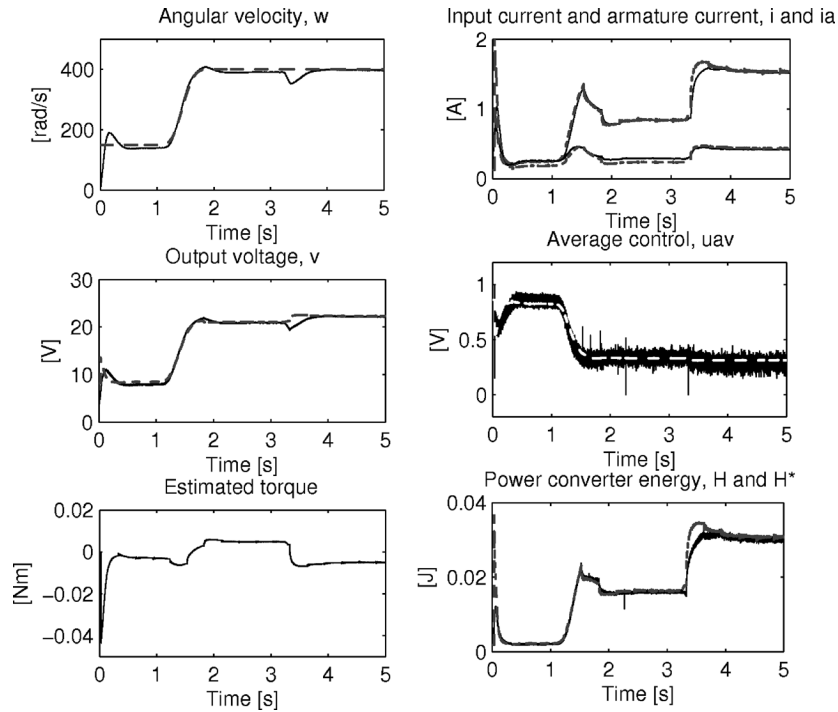 Angular velocity, w
[rad/s]
400
200
0
0 1 2 3 4 5
Time [s]
Input current and armature current, i and ia
[A]
2
1
0
0 1 2 3 4 5
Time [s]
Output voltage, v
[V]
30
20
10
0
0 1 2 3 4 5
Time [s]
Average control, uav
[V]
1
0.5
0
0 1 2 3 4 5
Time [s]
Estimated torque
[Nm]
0.02
0
−0.02
−0.04
0 1 2 3 4 5
Time [s]
Power converter energy, H and H*
[J]
0.04
0.02
0
0 1 2 3 4 5
Time [s]